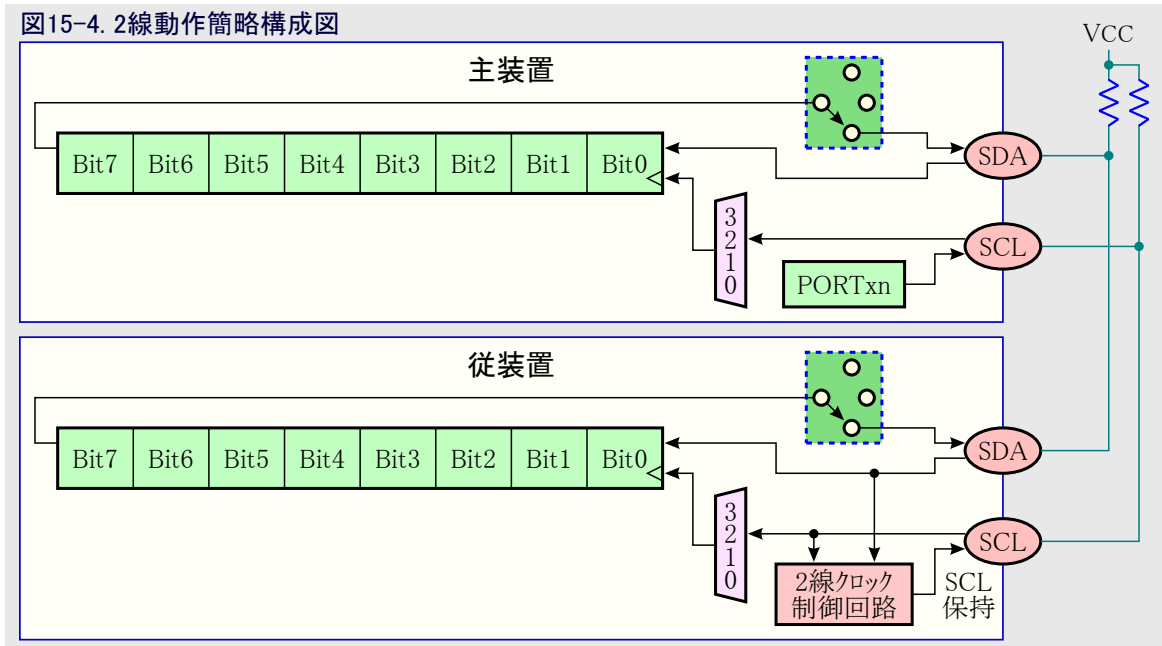 図15-4. 2線動作簡略構成図
VCC
主装置
Bit7 Bit6 Bit5 Bit4 Bit3 Bit2 Bit1 Bit0
SDA
3
2
1
0
SCL
PORTxn
従装置
Bit7 Bit6 Bit5 Bit4 Bit3 Bit2 Bit1 Bit0
SDA
3
2
1
0
SCL
2線クロック
制御回路
SCL
保持